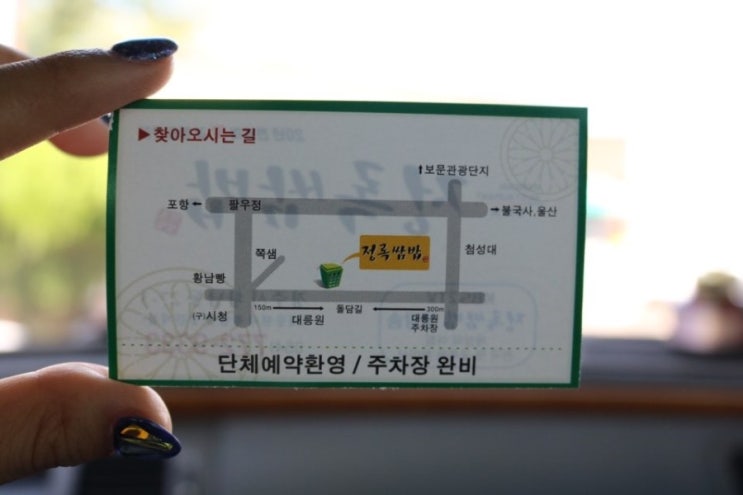 ▶찾아오시는 길
↑보문관광단지
포항← 팔우정 →불국사,울산
쪽샘 정록쌈밥 첨성대
황남빵
(구)시청 150m 돌담길 300m
대릉원 대릉원
주차장
단체예약환영 / 주차장 완비